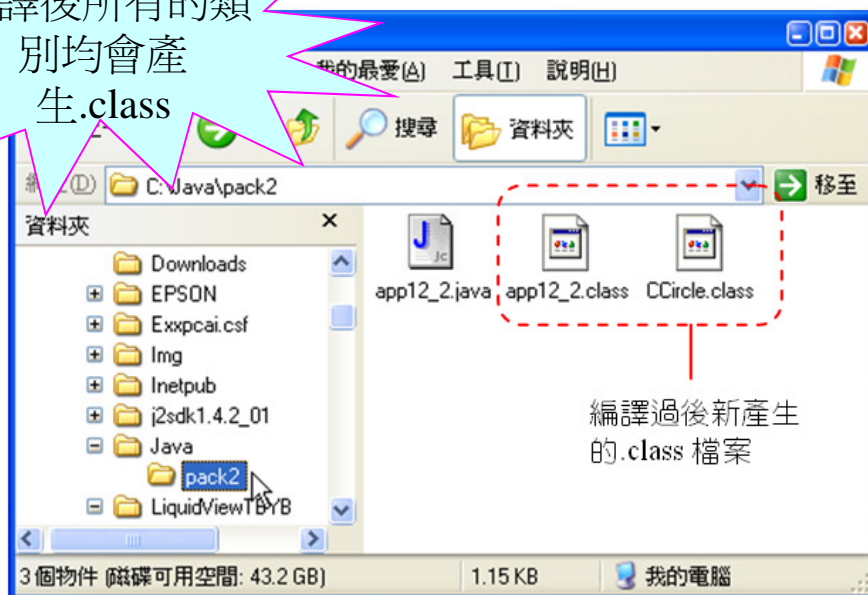 譯後所有的類
別均會產
生.class
我的最愛(A) 工具(T) 說明(H)
搜尋 資料夾
(D) C:\Java\pack2 移至
資料夾 ×
Downloads
EPSON
Exxpcai.csf
Img
Inetpub
j2sdk1.4.2_01
Java
pack2
LiquidViewTBYB
app12_2.java app12_2.class CCircle.class
編譯過後新產生
的.class 檔案
3 個物件 (磁碟可用空間: 43.2 GB) 1.15 KB 我的電腦